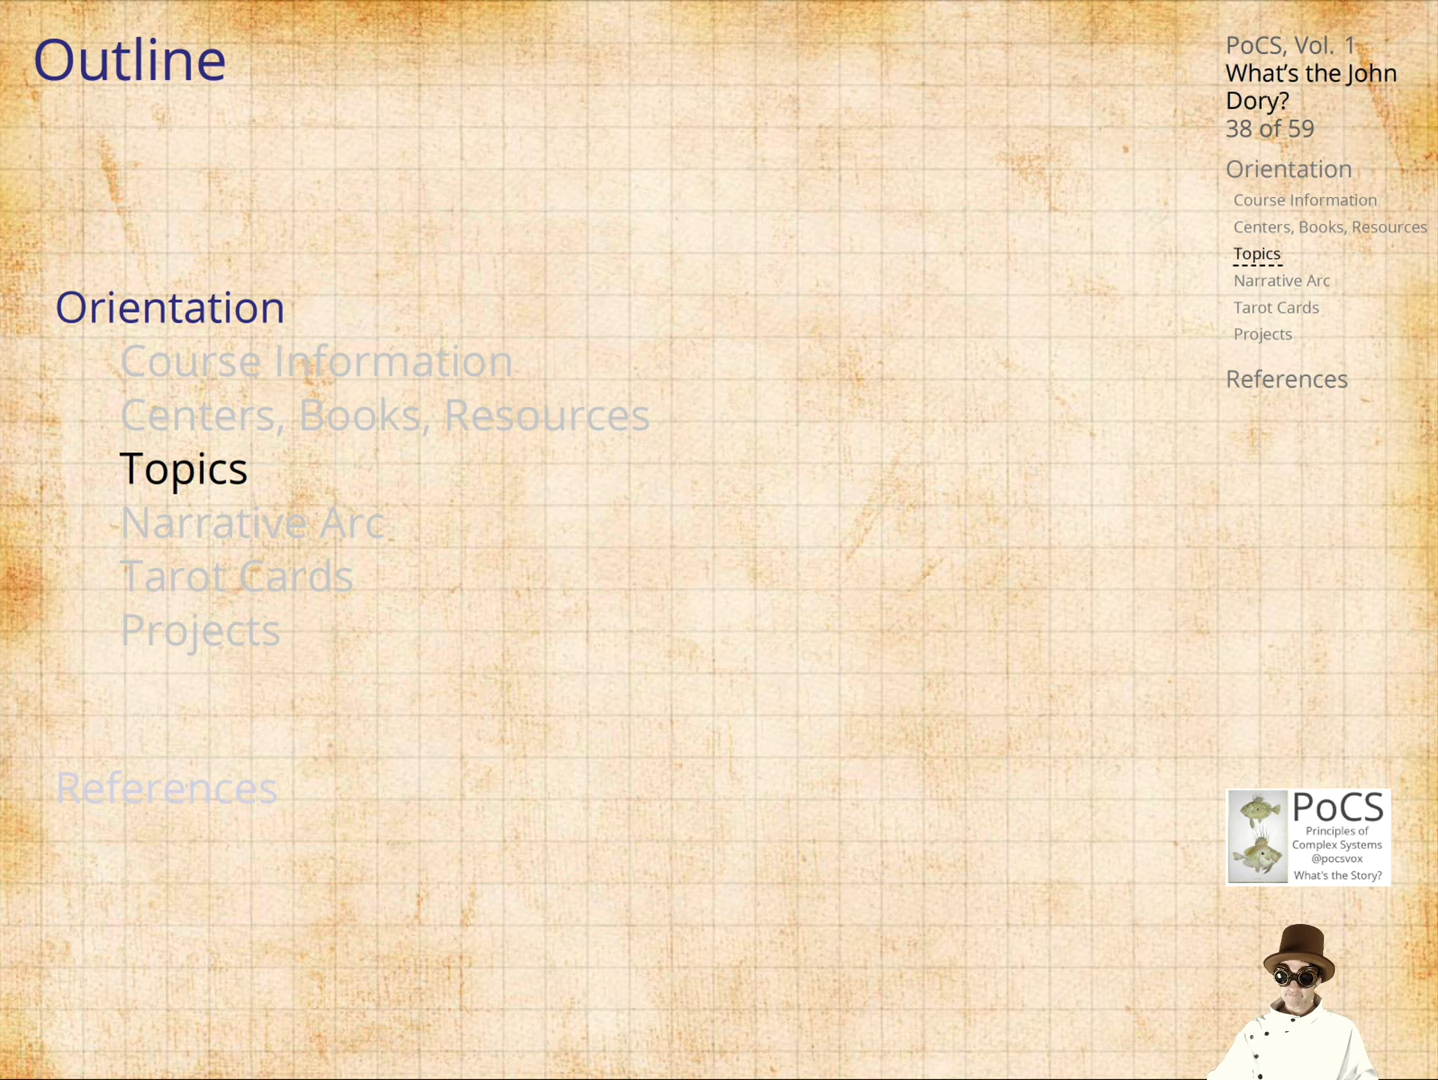 Outline
Orientation
Course Information
Centers, Books, Resources
Topics
Narrative Arc
Tarot Cards
Projects
References
PoCS, Vol. 1
What’s the John
Dory?
38 of 59
Orientation
Course Information
Centers, Books, Resources
Topics
Narrative Arc
Tarot Cards
Projects
References
PoCS
Principles of
Complex Systems
@pocsvox
What's the Story?